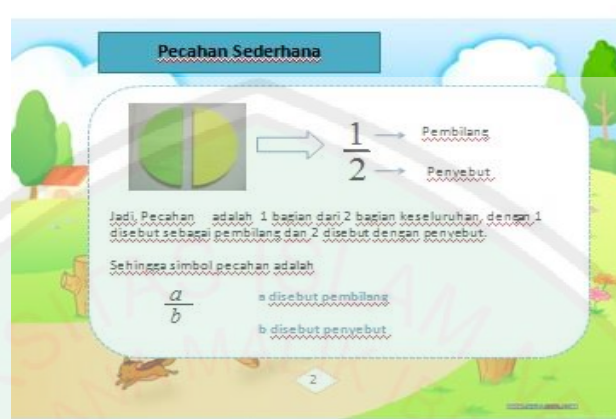 Pecahan Sederhana
1/2
Pembilang
Penyebut
Jadi, Pecahan adalah 1 bagian dari 2 bagian keseluruhan, dengan 1
disebut sebagai pembilang dan 2 disebut dengan penyebut.
Sehingga simbol pecahan adalah
a/b
a disebut pembilang
b disebut penyebut
2